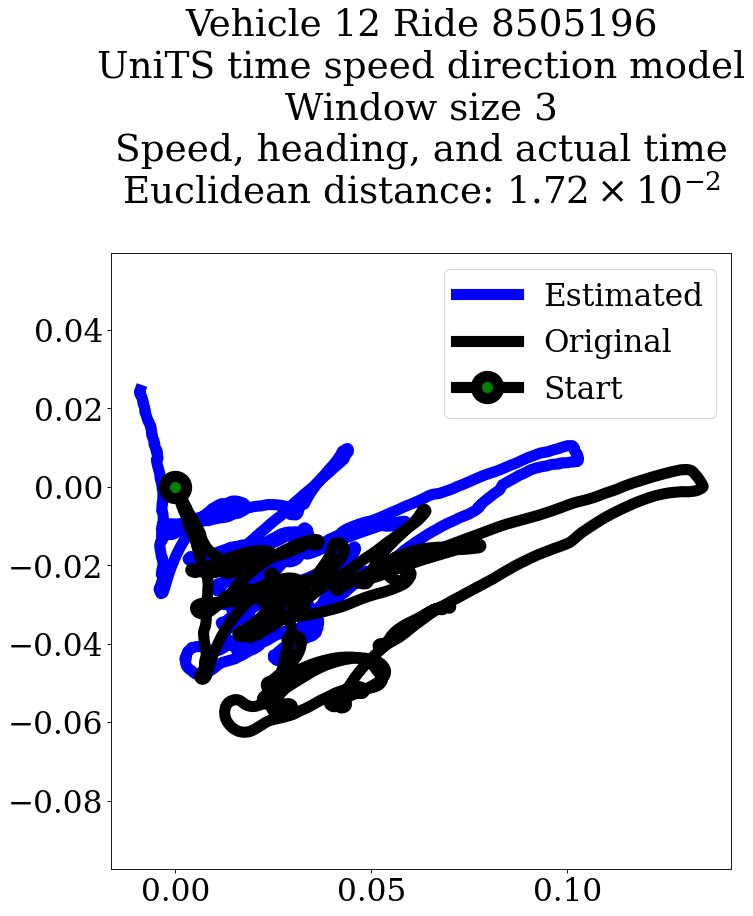 Vehicle 12 Ride 8505196
UniTS time speed direction model
Window size 3
Speed, heading, and actual time
Euclidean distance: 1.72 × 10⁻²
Estimated
Original
Start
0.04
0.02
0.00
−0.02
−0.04
−0.06
−0.08
0.00 0.05 0.10